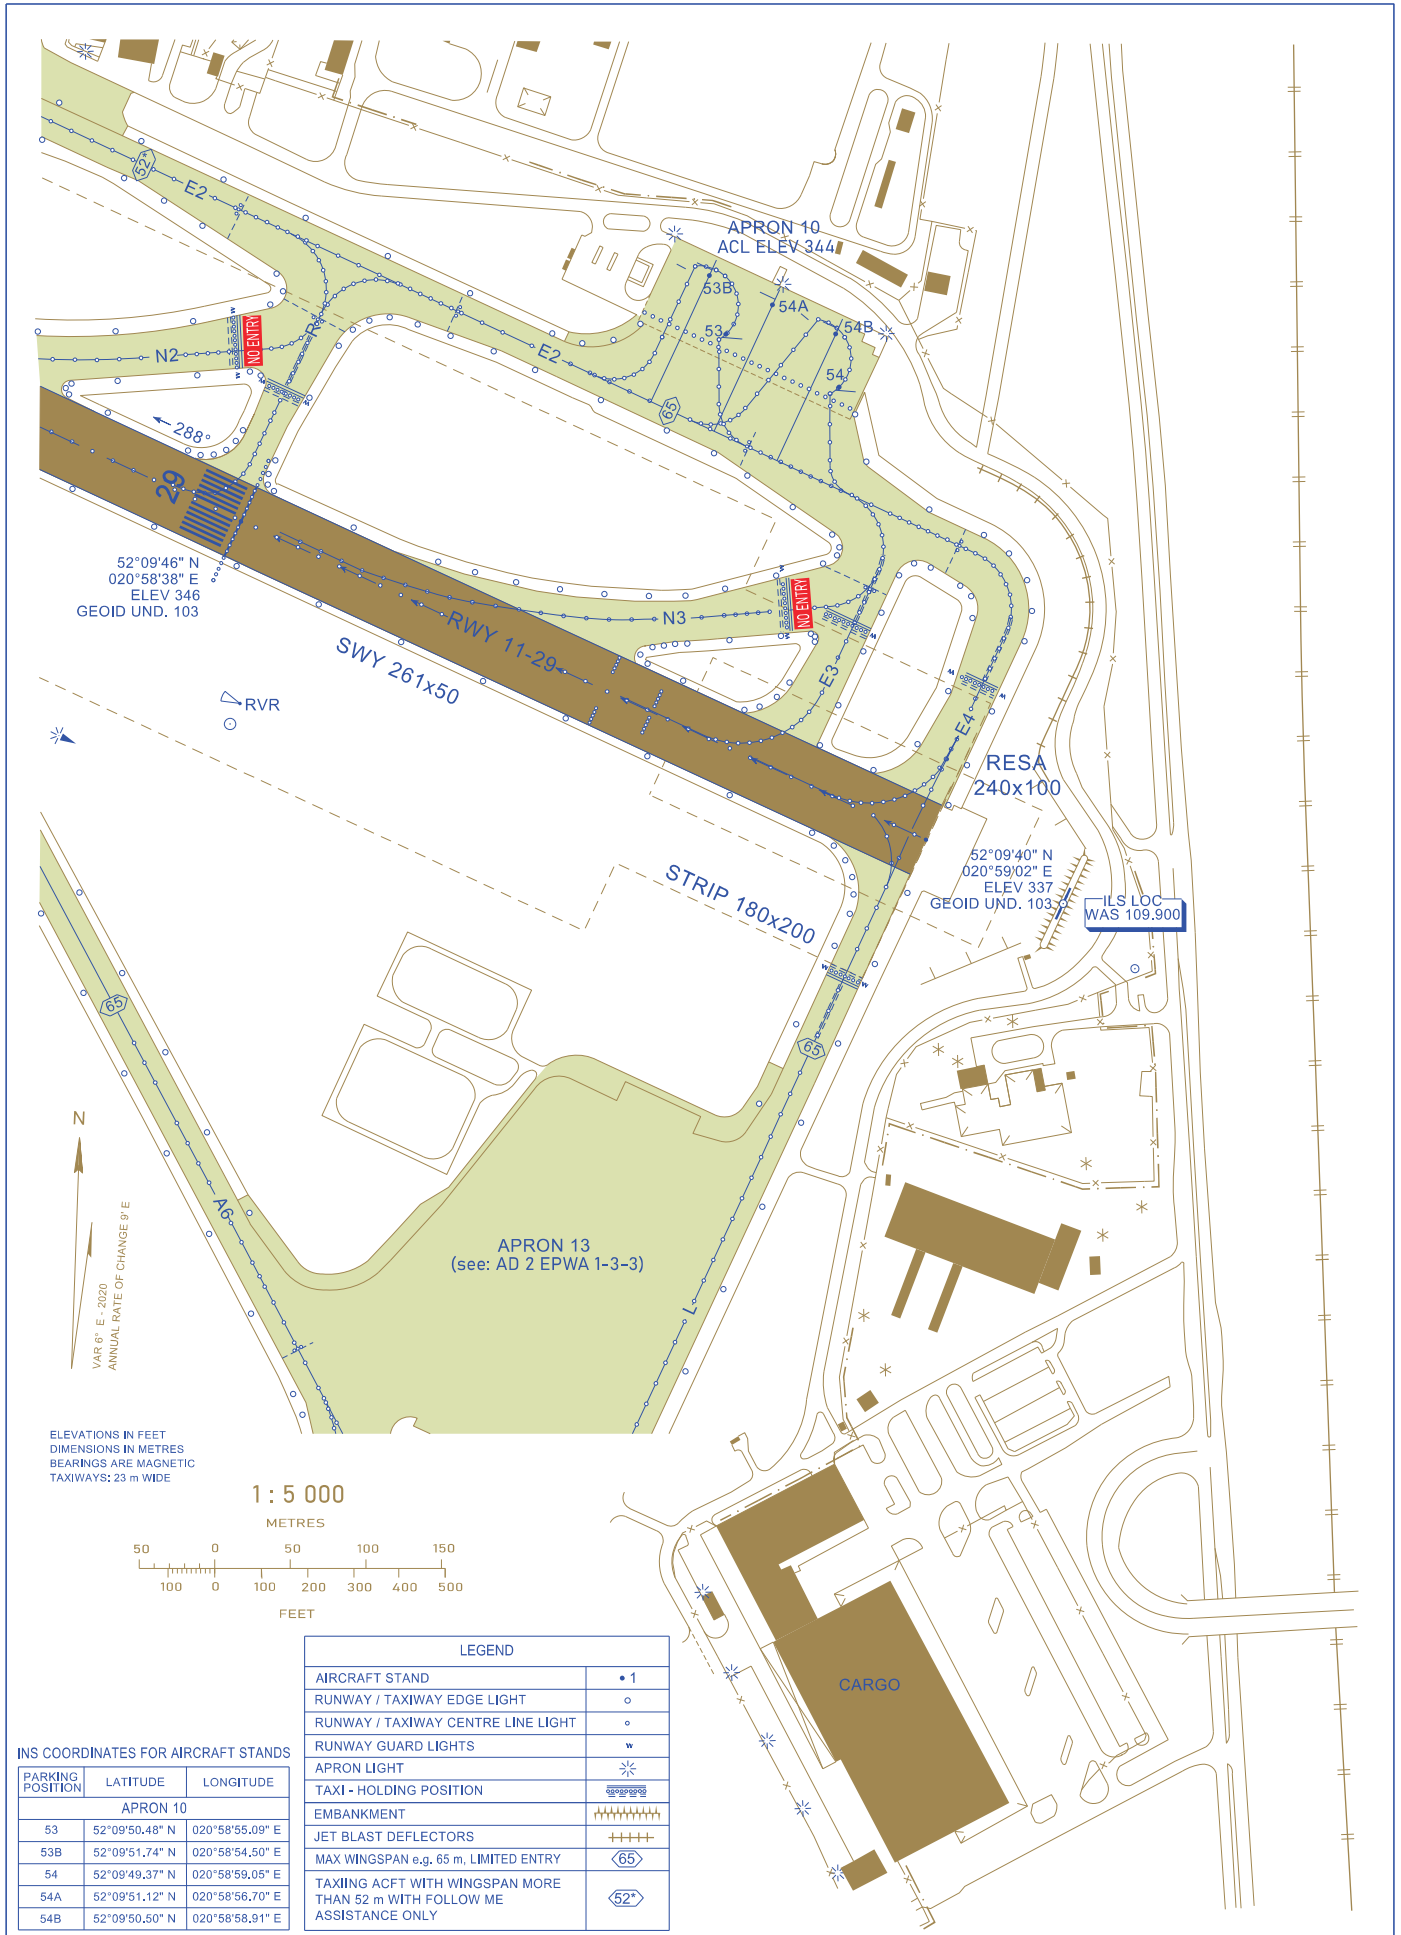 52*
E2
APRON 10
ACL ELEV 344
53B
54A
53
54B
54
E2
65
R
N2
NO ENTRY
288°
29
52°09'46" N
020°58'38" E
ELEV 346
GEOID UND. 103
NO ENTRY
N3
RWY 11-29
SWY 261x50
E3
E4
RVR
RESA
240x100
STRIP 180x200
52°09'40" N
020°59'02" E
ELEV 337
GEOID UND. 103
ILS LOC
WAS 109.900
65
65
N
VAR 6° E - 2020
ANNUAL RATE OF CHANGE 9' E
A6
APRON 13
(see: AD 2 EPWA 1-3-3)
L
ELEVATIONS IN FEET
DIMENSIONS IN METRES
BEARINGS ARE MAGNETIC
TAXIWAYS: 23 m WIDE
1 : 5 000
METRES
50 0 50 100 150
100 0 100 200 300 400 500
FEET
CARGO
LEGEND
AIRCRAFT STAND 1
RUNWAY / TAXIWAY EDGE LIGHT
RUNWAY / TAXIWAY CENTRE LINE LIGHT
RUNWAY GUARD LIGHTS w
APRON LIGHT
TAXI - HOLDING POSITION
EMBANKMENT
JET BLAST DEFLECTORS
MAX WINGSPAN e.g. 65 m, LIMITED ENTRY 65
TAXIING ACFT WITH WINGSPAN MORE
THAN 52 m WITH FOLLOW ME 52*
ASSISTANCE ONLY
INS COORDINATES FOR AIRCRAFT STANDS
PARKING POSITION LATITUDE LONGITUDE
APRON 10
53 52°09'50.48" N 020°58'55.09" E
53B 52°09'51.74" N 020°58'54.50" E
54 52°09'49.37" N 020°58'59.05" E
54A 52°09'51.12" N 020°58'56.70" E
54B 52°09'50.50" N 020°58'58.91" E